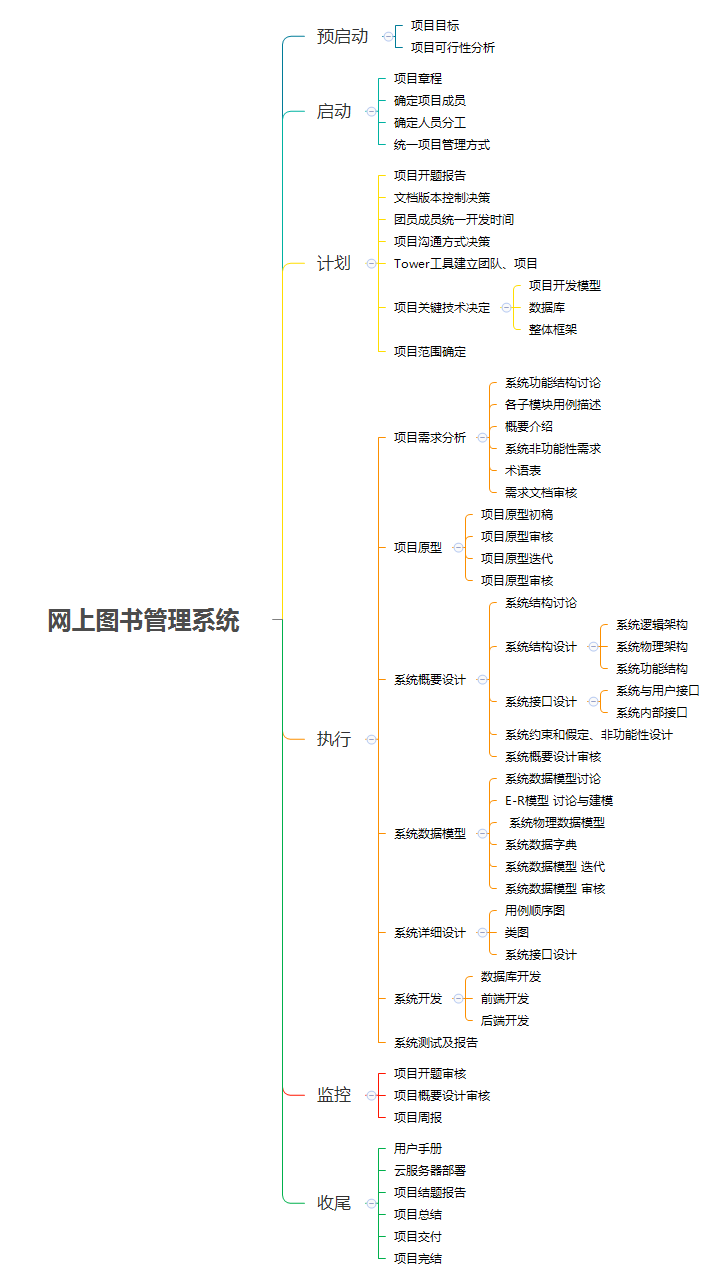 预启动
项目目标
项目可行性分析
启动
项目章程
确定项目成员
确定人员分工
统一项目管理方式
计划
项目开题报告
文档版本控制决策
团员成员统一开发时间
项目沟通方式决策
Tower工具建立团队、项目
项目关键技术决定
项目开发模型
数据库
整体框架
项目范围确定
网上图书管理系统
执行
项目需求分析
系统功能结构讨论
各子模块用例描述
概要介绍
系统非功能性需求
术语表
需求文档审核
项目原型
项目原型初稿
项目原型审核
项目原型迭代
项目原型审核
系统概要设计
系统结构讨论
系统结构设计
系统逻辑架构
系统物理架构
系统功能结构
系统接口设计
系统与用户接口
系统内部接口
系统约束和假定、非功能性设计
系统概要设计审核
系统数据模型
系统数据模型讨论
E-R模型 讨论与建模
系统物理数据模型
系统数据字典
系统数据模型 迭代
系统数据模型 审核
系统详细设计
用例顺序图
类图
系统接口设计
系统开发
数据库开发
前端开发
后端开发
系统测试及报告
监控
项目开题审核
项目概要设计审核
项目周报
收尾
用户手册
云服务器部署
项目结题报告
项目总结
项目交付
项目完结